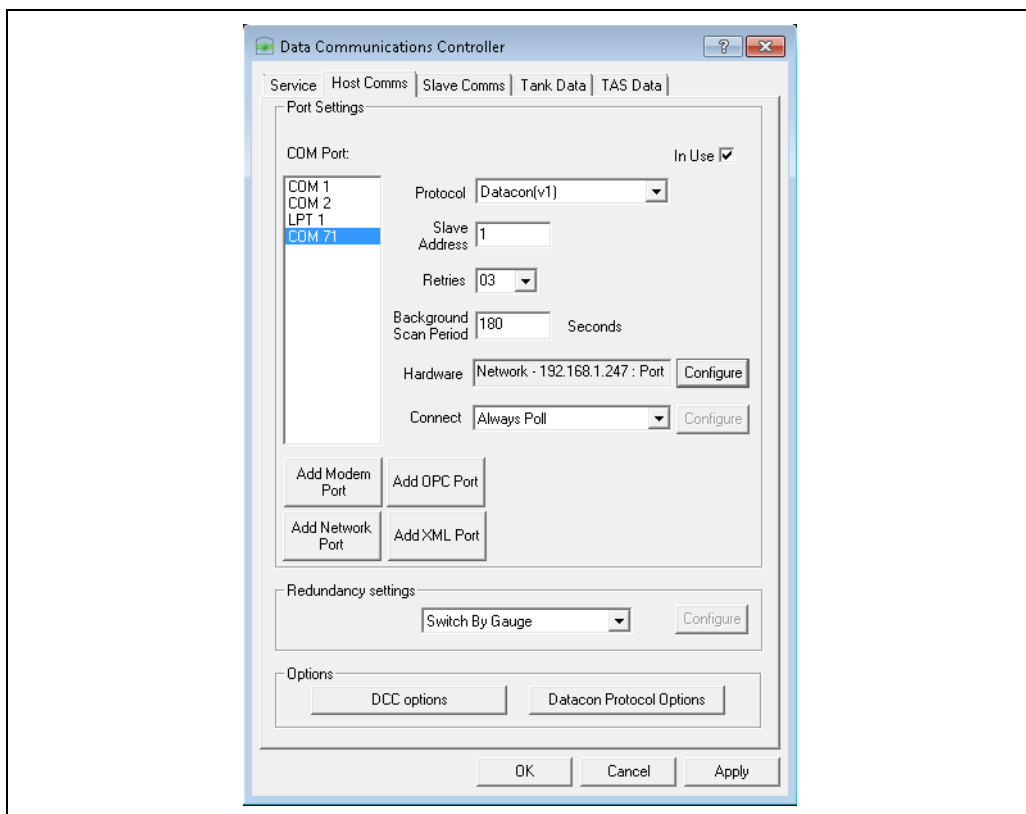 Data Communications Controller
?
Service Host Comms Slave Comms Tank Data TAS Data
Port Settings
COM Port:
In Use
COM 1
COM 2
LPT 1
COM 71
Protocol Datacon(v1)
Slave
Address 1
Retries 03
Background
Scan Period 180 Seconds
Hardware Network - 192.168.1.247 : Port Configure
Connect Always Poll Configure
Add Modem
Port
Add OPC Port
Add Network
Port
Add XML Port
Redundancy settings
Switch By Gauge Configure
Options
DCC options Datacon Protocol Options
OK Cancel Apply